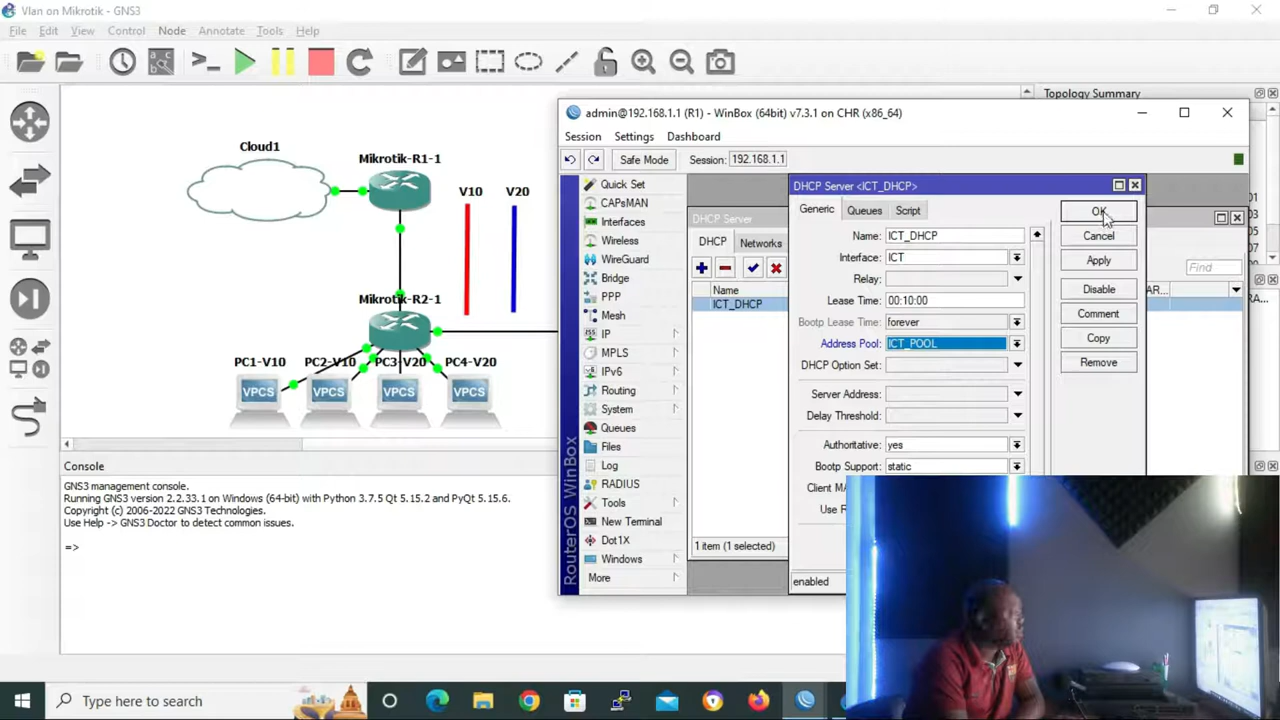 Vlan on Mikrotik - GNS3
File Edit View Control Node Annotate Tools Help
Topology Summary
Cloud1
Mikrotik-R1-1
V10
V20
Mikrotik-R2-1
PC1-V10
PC2-V10
PC3-V20
PC4-V20
VPCS
VPCS
VPCS
VPCS
Console
GNS3 management console.
Running GNS3 version 2.2.33.1 on Windows (64-bit) with Python 3.7.5 Qt 5.15.2 and PyQt 5.15.6.
Copyright (c) 2006-2022 GNS3 Technologies.
Use Help -> GNS3 Doctor to detect common issues.
=>
admin@192.168.1.1 (R1) - WinBox (64bit) v7.3.1 on CHR (x86_64)
Session Settings Dashboard
Safe Mode Session: 192.168.1.1
RouterOS WinBox
Quick Set
CAPsMAN
Interfaces
Wireless
WireGuard
Bridge
PPP
Mesh
IP
MPLS
IPv6
Routing
System
Queues
Files
Log
RADIUS
Tools
New Terminal
Dot1X
Windows
More
DHCP Server
DHCP Networks
Find
Name
ICT_DHCP
1 item (1 selected)
DHCP Server <ICT_DHCP>
Generic Queues Script
Name: ICT_DHCP
Interface: ICT
Relay:
Lease Time: 00:10:00
Bootp Lease Time: forever
Address Pool: ICT_POOL
DHCP Option Set:
Server Address:
Delay Threshold:
Authoritative: yes
Bootp Support: static
Client MA
Use R
enabled
OK
Cancel
Apply
Disable
Comment
Copy
Remove
AR...
RA...
01
03
05
07
Type here to search